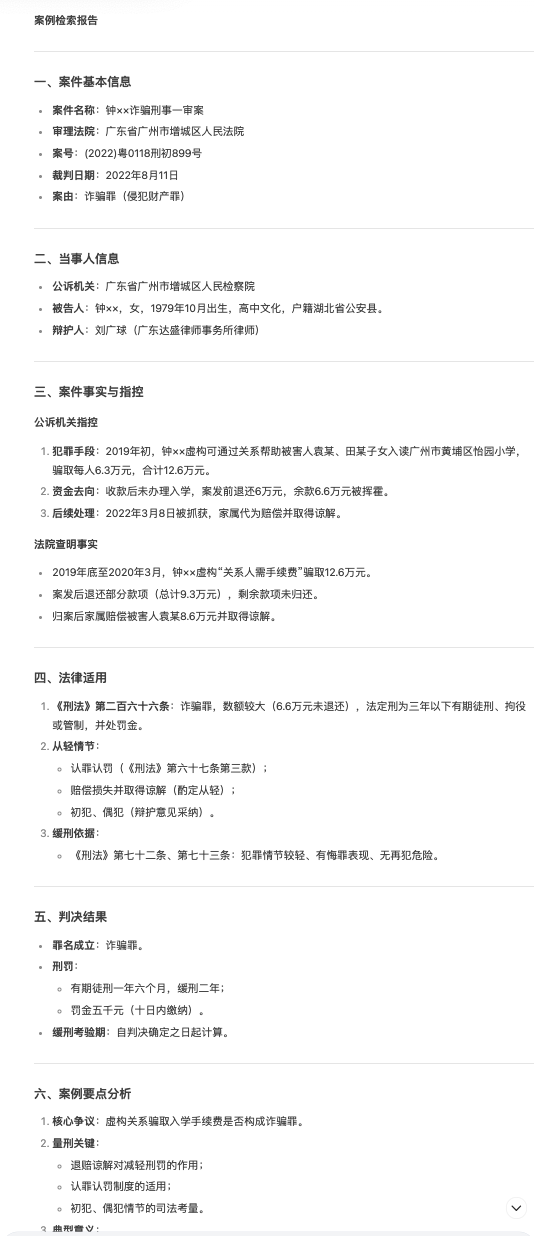 案例检索报告
一、案件基本信息
• 案件名称：钟××诈骗刑事一审案
• 审理法院：广东省广州市增城区人民法院
• 案号：(2022)粤0118刑初899号
• 裁判日期：2022年8月11日
• 案由：诈骗罪（侵犯财产罪）
二、当事人信息
• 公诉机关：广东省广州市增城区人民检察院
• 被告人：钟××，女，1979年10月出生，高中文化，户籍湖北省公安县。
• 辩护人：刘广球（广东达盛律师事务所律师）
三、案件事实与指控
公诉机关指控
1. 犯罪手段：2019年初，钟××虚构可通过关系帮助被害人袁某、田某子女入读广州市黄埔区怡园小学，
骗取每人6.3万元，合计12.6万元。
2. 资金去向：收款后未办理入学，案发前退还6万元，余款6.6万元被挥霍。
3. 后续处理：2022年3月8日被抓获，家属代为赔偿并取得谅解。
法院查明事实
• 2019年底至2020年3月，钟××虚构“关系人需手续费”骗取12.6万元。
• 案发后退还部分款项（总计9.3万元），剩余款项未归还。
• 归案后家属赔偿被害人袁某8.6万元并取得谅解。
四、法律适用
1. 《刑法》第二百六十六条：诈骗罪，数额较大（6.6万元未退还），法定刑为三年以下有期徒刑、拘役
或管制，并处罚金。
2. 从轻情节：
◦ 认罪认罚（《刑法》第六十七条第三款）；
◦ 赔偿损失并取得谅解（酌定从轻）；
◦ 初犯、偶犯（辩护意见采纳）。
3. 缓刑依据：
◦ 《刑法》第七十二条、第七十三条：犯罪情节较轻、有悔罪表现、无再犯危险。
五、判决结果
• 罪名成立：诈骗罪。
• 刑罚：
◦ 有期徒刑一年六个月，缓刑二年；
◦ 罚金五千元（十日内缴纳）。
• 缓刑考验期：自判决确定之日起计算。
六、案例要点分析
1. 核心争议：虚构关系骗取入学手续费是否构成诈骗罪。
2. 量刑关键：
◦ 退赔谅解对减轻刑罚的作用；
◦ 认罪认罚制度的适用；
◦ 初犯、偶犯情节的司法考量。
3. 典型意义：